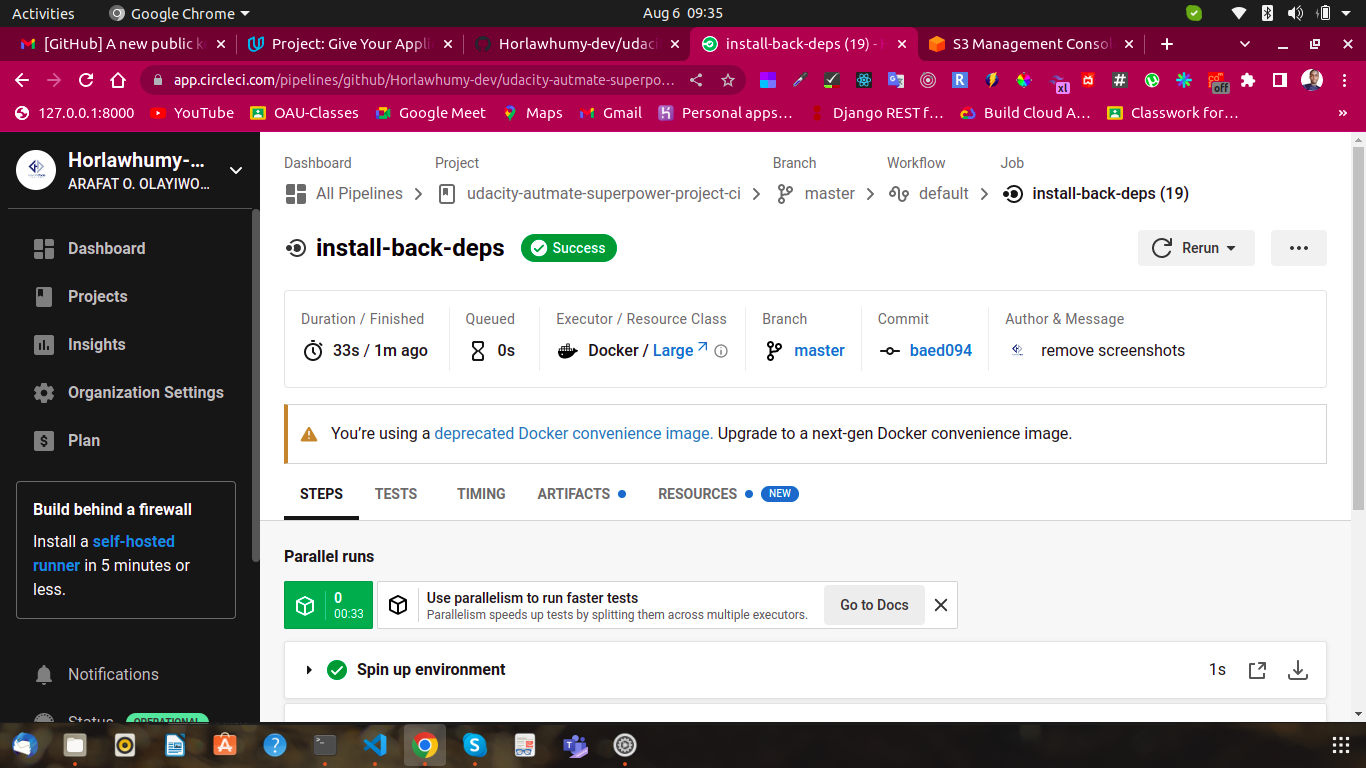 Activities Google Chrome Aug 6 09:35
[GitHub] A new public k
Project: Give Your Appli
Horlawhumy-dev/udaci
install-back-deps (19) - H
S3 Management Consol
app.circleci.com/pipelines/github/Horlawhumy-dev/udacity-autmate-superpo…
xl
off
127.0.0.1:8000 YouTube OAU-Classes Google Meet Maps Gmail Personal apps… Django REST f… Build Cloud A… Classwork for… »
Horlawhumy-…
ARAFAT O. OLAYIWO…
Dashboard
Projects
Insights
Organization Settings
Plan
Build behind a firewall
Install a self-hosted
runner in 5 minutes or
less.
Notifications
Status OPERATIONAL
Dashboard Project Branch Workflow Job
All Pipelines udacity-autmate-superpower-project-ci master default install-back-deps (19)
install-back-deps Success Rerun
Duration / Finished Queued Executor / Resource Class Branch Commit Author & Message
33s / 1m ago 0s Docker / Large master baed094 remove screenshots
You’re using a deprecated Docker convenience image. Upgrade to a next-gen Docker convenience image.
STEPS TESTS TIMING ARTIFACTS RESOURCES NEW
Parallel runs
0
00:33
Use parallelism to run faster tests
Parallelism speeds up tests by splitting them across multiple executors.
Go to Docs
Spin up environment 1s